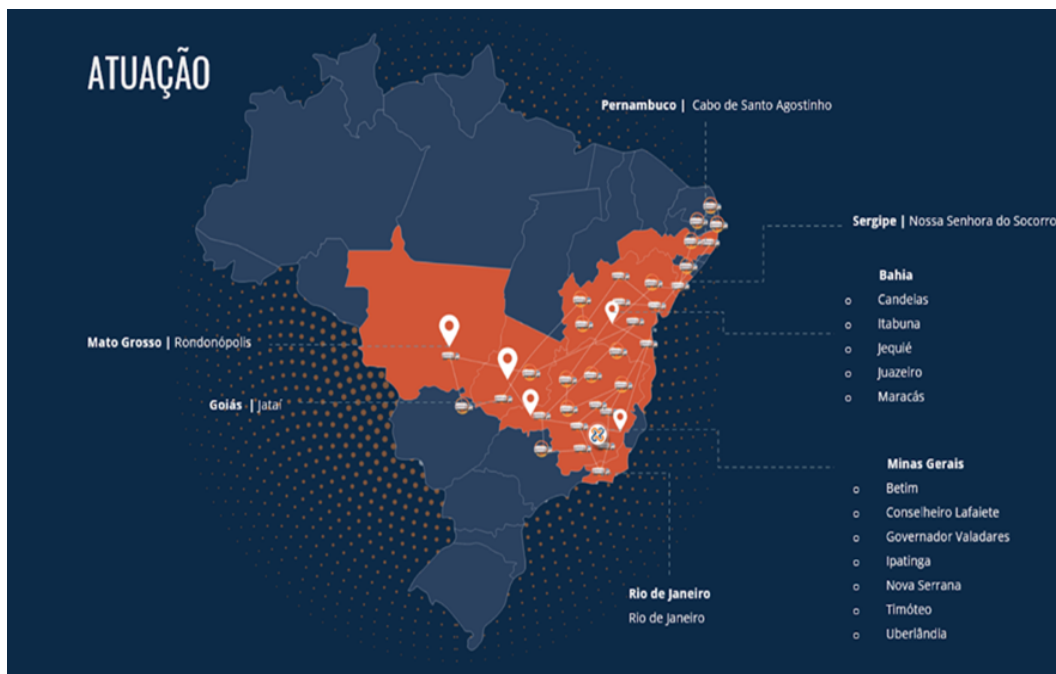 ATUAÇÃO
Pernambuco | Cabo de Santo Agostinho
Sergipe | Nossa Senhora do Socorro
Bahia
Candeias
Itabuna
Jequié
Juazeiro
Maracás
Mato Grosso | Rondonópolis
Goiás | Jataí
Minas Gerais
Betim
Conselheiro Lafaiete
Governador Valadares
Ipatinga
Nova Serrana
Timóteo
Uberlândia
Rio de Janeiro
Rio de Janeiro